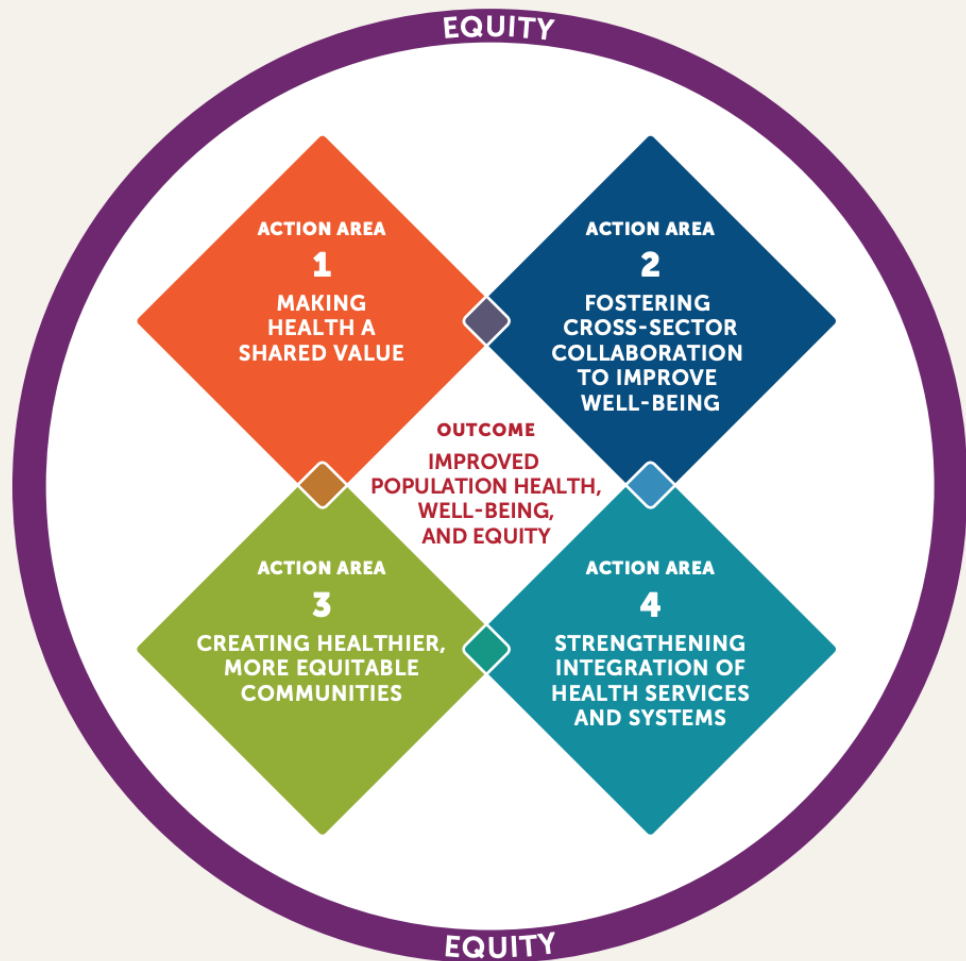 EQUITY
ACTION AREA
1
MAKING
HEALTH A
SHARED VALUE
ACTION AREA
2
FOSTERING
CROSS-SECTOR
COLLABORATION
TO IMPROVE
WELL-BEING
OUTCOME
IMPROVED
POPULATION HEALTH,
WELL-BEING,
AND EQUITY
ACTION AREA
3
CREATING HEALTHIER,
MORE EQUITABLE
COMMUNITIES
ACTION AREA
4
STRENGTHENING
INTEGRATION OF
HEALTH SERVICES
AND SYSTEMS
EQUITY